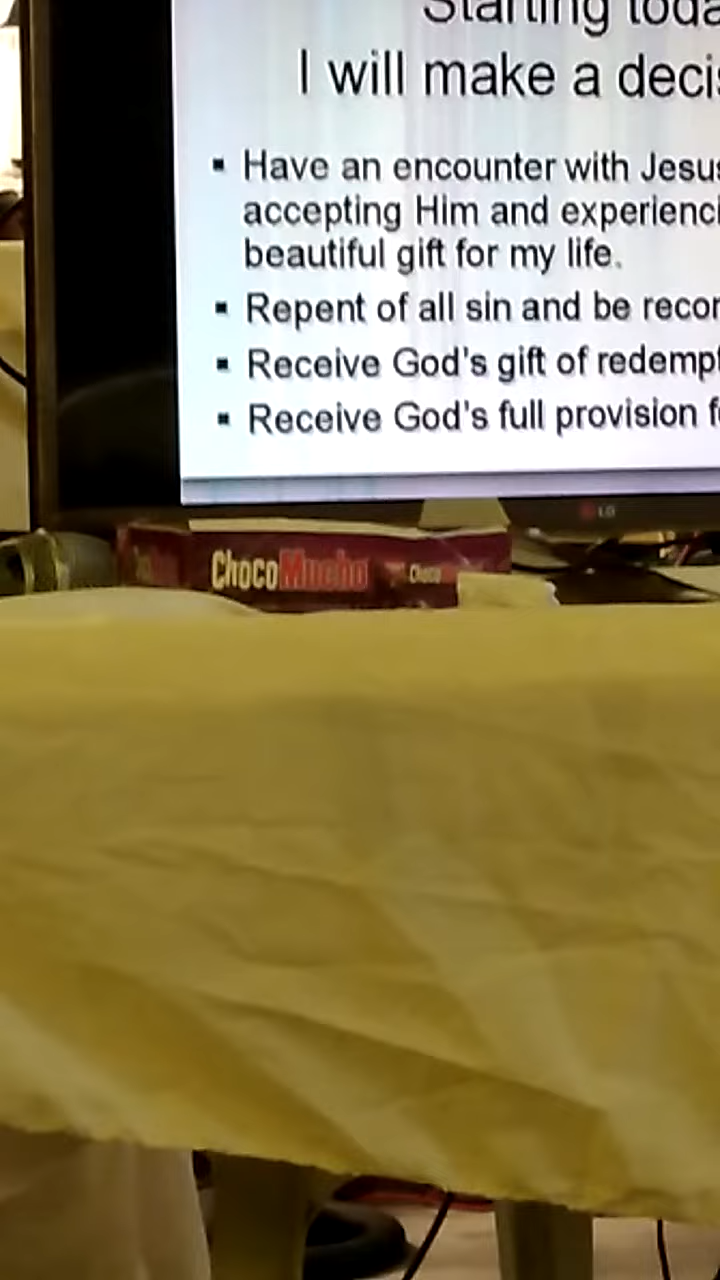 Starting toda
I will make a decis
▪ Have an encounter with Jesus
accepting Him and experienci
beautiful gift for my life.
▪ Repent of all sin and be recon
▪ Receive God's gift of redempt
▪ Receive God's full provision f
LG
ChocoMucho Choco